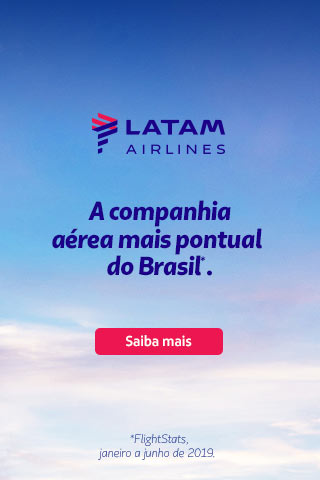 LATAM
AIRLINES
A companhia
aérea mais pontual
do Brasil*.
Saiba mais
*FlightStats,
janeiro a junho de 2019.